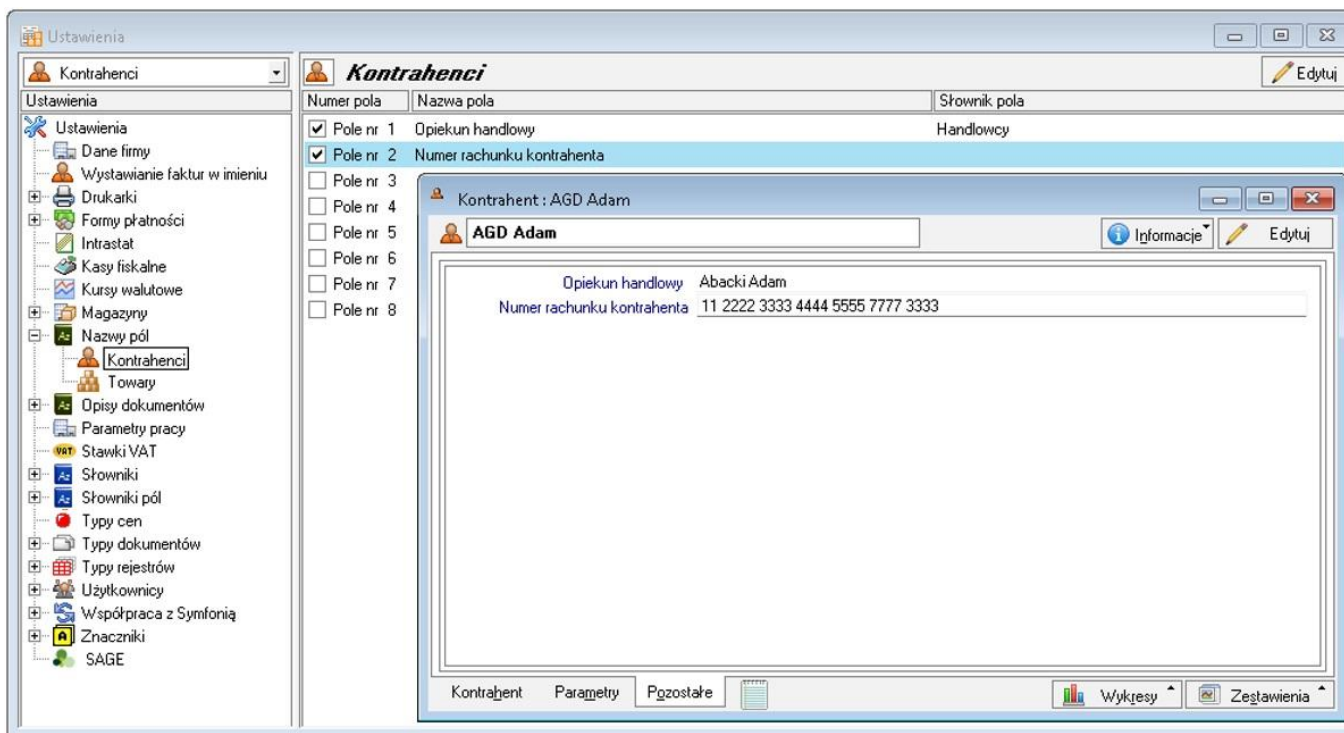 Ustawienia
Kontrahenci
Kontrahenci
Edytuj
Ustawienia
Numer pola Nazwa pola Słownik pola
Ustawienia
Dane firmy
Wystawianie faktur w imieniu
Drukarki
Formy płatności
Intrastat
Kasy fiskalne
Kursy walutowe
Magazyny
Nazwy pól
Kontrahenci
Towary
Opisy dokumentów
Parametry pracy
VAT Stawki VAT
Słowniki
Słowniki pól
Typy cen
Typy dokumentów
Typy rejestrów
Użytkownicy
Współpraca z Symfonią
A Znaczniki
SAGE
Pole nr 1 Opiekun handlowy Handlowcy
Pole nr 2 Numer rachunku kontrahenta
Pole nr 3
Pole nr 4
Pole nr 5
Pole nr 6
Pole nr 7
Pole nr 8
Kontrahent : AGD Adam
AGD Adam
Informacje
Edytuj
Opiekun handlowy Abacki Adam
Numer rachunku kontrahenta 11 2222 3333 4444 5555 7777 3333
Kontrahent Parametry Pozostałe
Wykresy Zestawienia